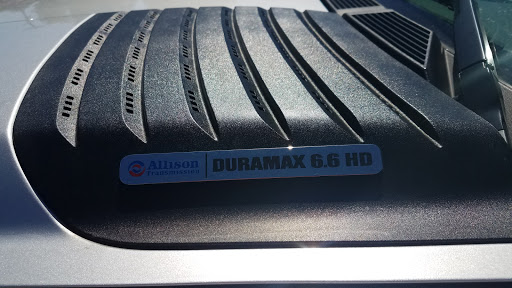 Allison DURAMAX 6.6 HD
Transmission